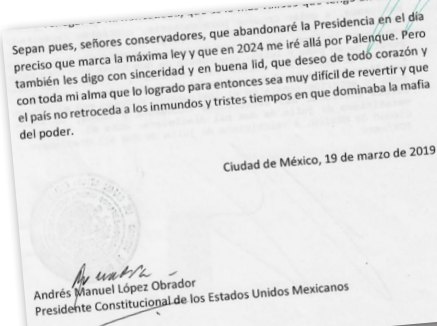 Sepan pues, señores conservadores, que abandonaré la Presidencia en el día
preciso que marca la máxima ley y que en 2024 me iré allá por Palenque. Pero
también les digo con sinceridad y en buena lid, que deseo de todo corazón y
con toda mi alma que lo logrado para entonces sea muy difícil de revertir y que
el país no retroceda a los inmundos y tristes tiempos en que dominaba la mafia
del poder.
Ciudad de México, 19 de marzo de 2019
Andrés Manuel López Obrador
Presidente Constitucional de los Estados Unidos Mexicanos